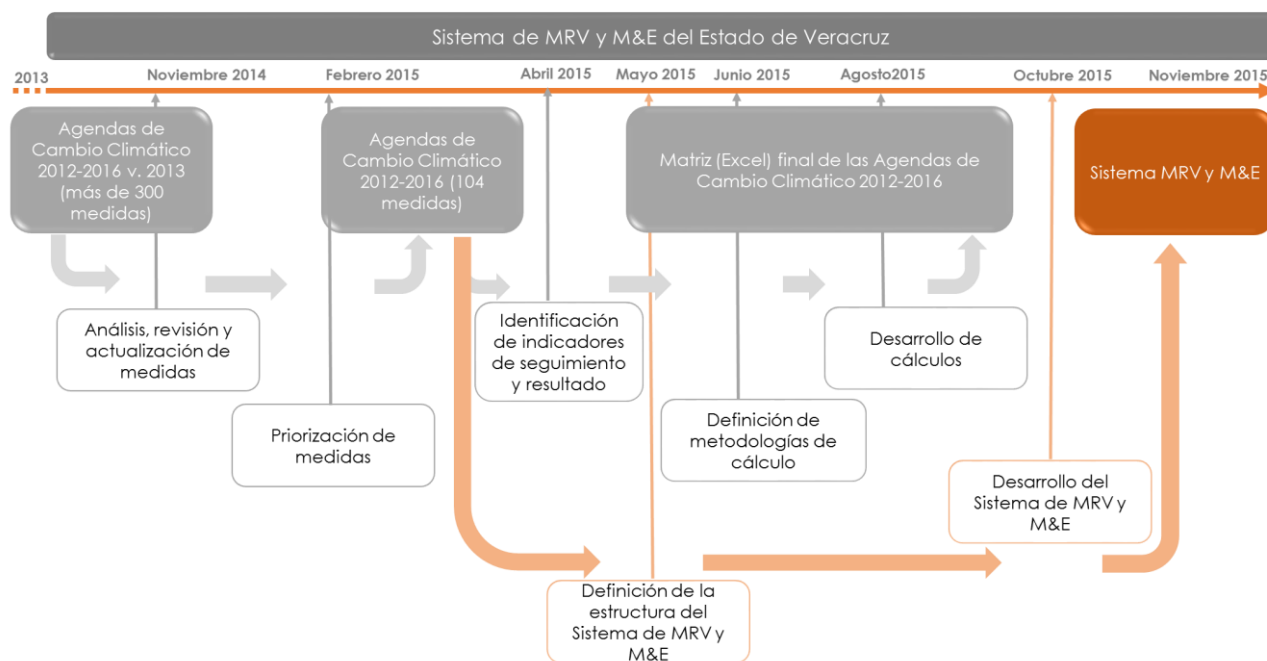 Sistema de MRV y M&E del Estado de Veracruz
2013
Noviembre 2014
Febrero 2015
Abril 2015
Mayo 2015
Junio 2015
Agosto2015
Octubre 2015
Noviembre 2015
Agendas de
Cambio Climático
2012-2016 v. 2013
(más de 300
medidas)
Agendas de
Cambio Climático
2012-2016 (104
medidas)
Matriz (Excel) final de las Agendas de
Cambio Climático 2012-2016
Sistema MRV y M&E
Análisis, revisión y
actualización de
medidas
Priorización de
medidas
Identificación
de indicadores
de seguimiento
y resultado
Definición de
metodologías de
cálculo
Desarrollo de
cálculos
Desarrollo del
Sistema de MRV y
M&E
Definición de la
estructura del
Sistema de MRV y
M&E